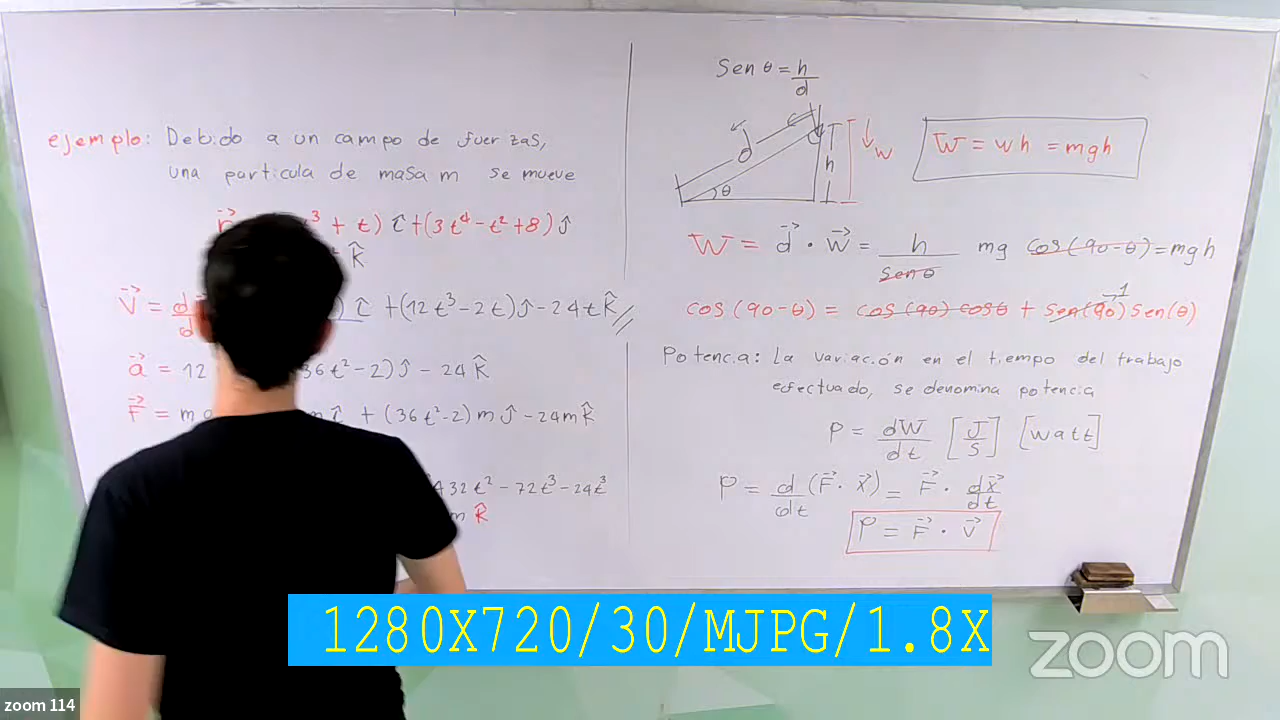 ejemplo: Debido a un campo de fuerzas,
una particula de masa m se mueve
r⃗ ³ + t) î + (3t⁴ - t² + 8) ĵ
k̂
v⃗ = d î + (12t³ - 2t) ĵ - 24t k̂
a⃗ = 12 36t² - 2) ĵ - 24 k̂
F⃗ = m m î + (36t² - 2) m ĵ - 24m k̂
432t² - 72t³ - 24t³
m k̂
Sen θ = h/d
h
θ
w
W = wh = mgh
W = d⃗ · w⃗ = h/Senθ mg cos(90-θ) = mgh
cos(90-θ) = cos(90) cosθ + Sen(90) Sen(θ)
1
Potencia: La variación en el tiempo del trabajo
efectuado, se denomina potencia
P = dW/dt [J/S] [watt]
P = d/dt (F⃗ · x⃗) = F⃗ · dx⃗/dt
P = F⃗ · v⃗
1280X720/30/MJPG/1.8X
zoom
zoom 114